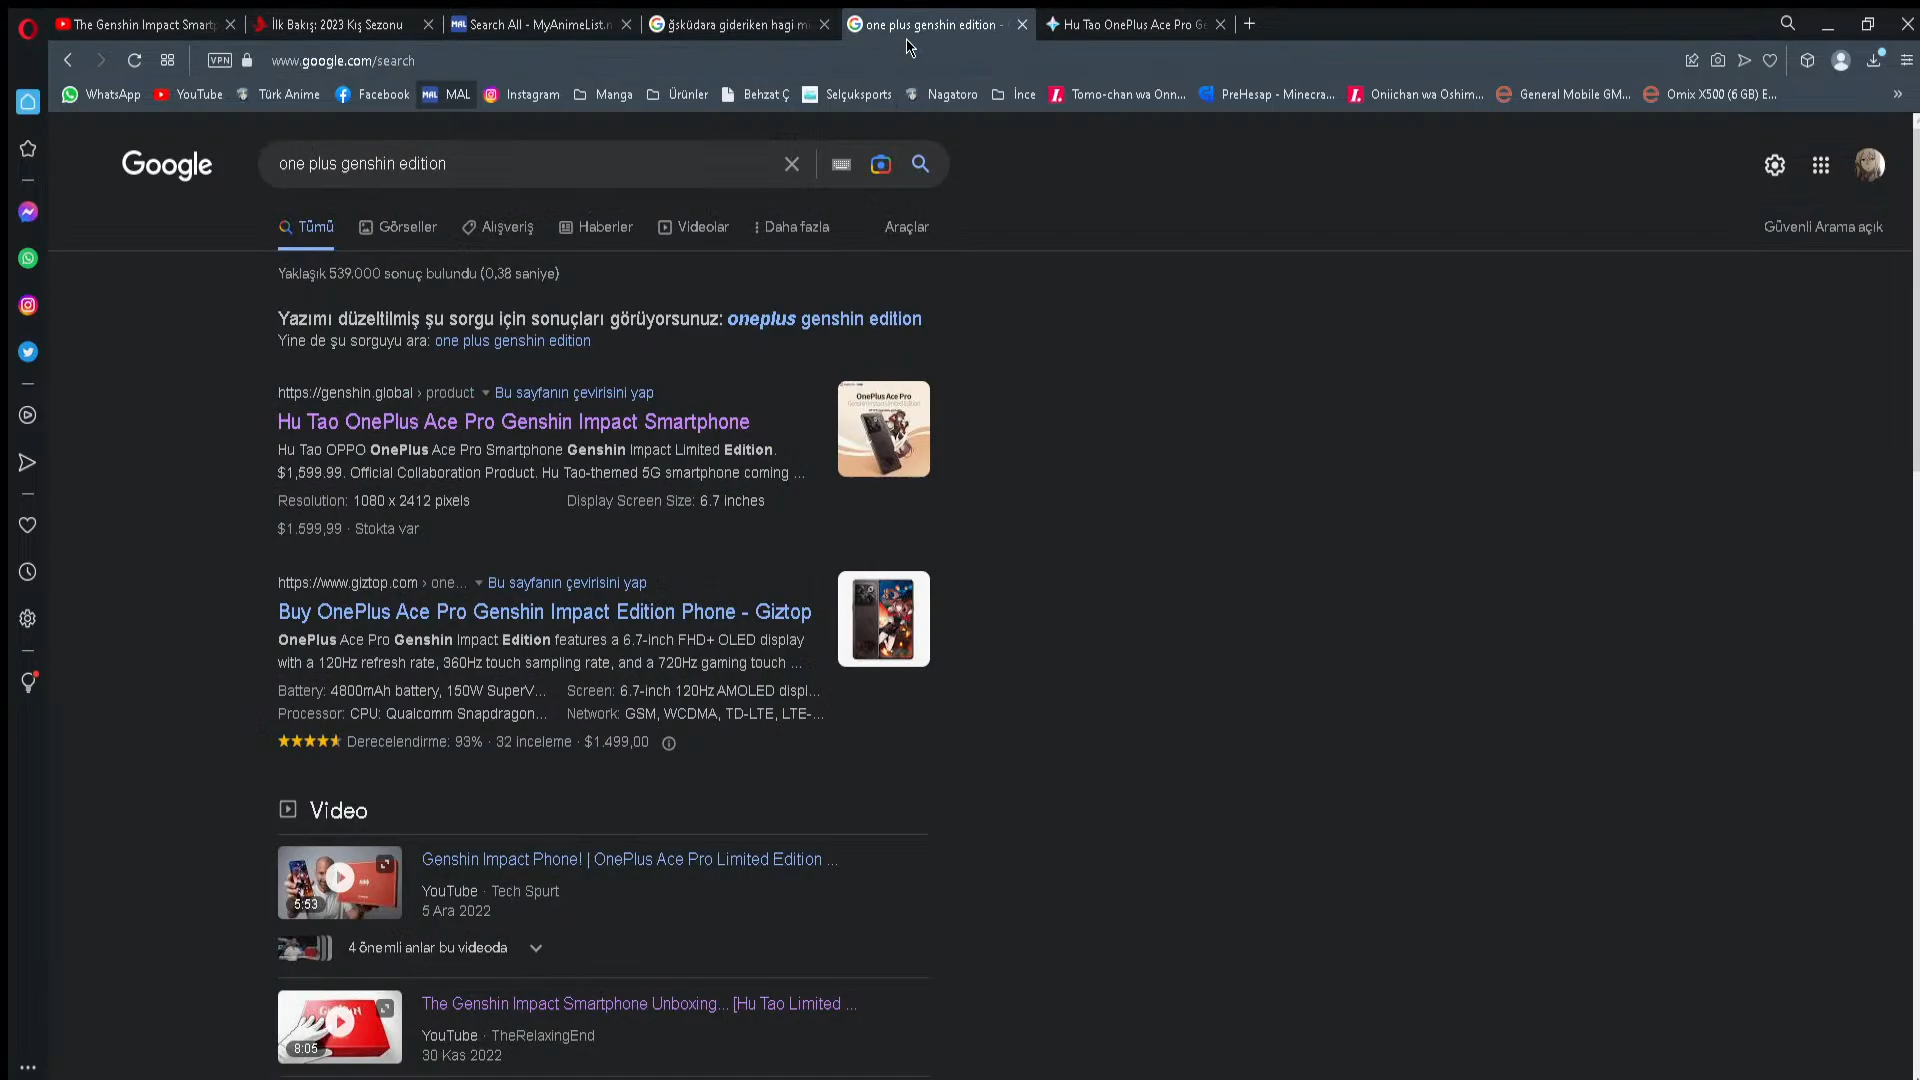 The Genshin Impact Smart
İlk Bakış: 2023 Kış Sezonu
MAL Search All - MyAnimeList.n
ğsküdara gideriken hagi m
one plus genshin edition -
Hu Tao OnePlus Ace Pro Ge
VPN www.google.com/search
WhatsApp YouTube Türk Anime Facebook MAL MAL Instagram Manga Ürünler Behzat Ç Selçuksports Nagatoro İnce Tomo-chan wa Onn... PreHesap - Minecra... Oniichan wa Oshim... General Mobile GM... Omix X500 (6 GB) E...
Google one plus genshin edition
Tümü Görseller Alışveriş Haberler Videolar Daha fazla Araçlar Güvenli Arama açık
Yaklaşık 539.000 sonuç bulundu (0,38 saniye)
Yazımı düzeltilmiş şu sorgu için sonuçları görüyorsunuz: oneplus genshin edition
Yine de şu sorguyu ara: one plus genshin edition
https://genshin.global › product Bu sayfanın çevirisini yap
Hu Tao OnePlus Ace Pro Genshin Impact Smartphone
Hu Tao OPPO OnePlus Ace Pro Smartphone Genshin Impact Limited Edition.
$1,599.99. Official Collaboration Product. Hu Tao-themed 5G smartphone coming ...
Resolution: 1080 x 2412 pixels Display Screen Size: 6.7 inches
$1.599,99 · Stokta var
OnePlus Ace Pro
https://www.giztop.com › one... Bu sayfanın çevirisini yap
Buy OnePlus Ace Pro Genshin Impact Edition Phone - Giztop
OnePlus Ace Pro Genshin Impact Edition features a 6.7-inch FHD+ OLED display
with a 120Hz refresh rate, 360Hz touch sampling rate, and a 720Hz gaming touch ...
Battery: 4800mAh battery, 150W SuperV... Screen: 6.7-inch 120Hz AMOLED displ...
Processor: CPU: Qualcomm Snapdragon... Network: GSM, WCDMA, TD-LTE, LTE-...
Derecelendirme: 93% · 32 inceleme · $1.499,00
Video
Genshin Impact Phone! | OnePlus Ace Pro Limited Edition ...
YouTube · Tech Spurt
5 Ara 2022
5:53
4 önemli anlar bu videoda
The Genshin Impact Smartphone Unboxing... [Hu Tao Limited ...
YouTube · TheRelaxingEnd
30 Kas 2022
8:05